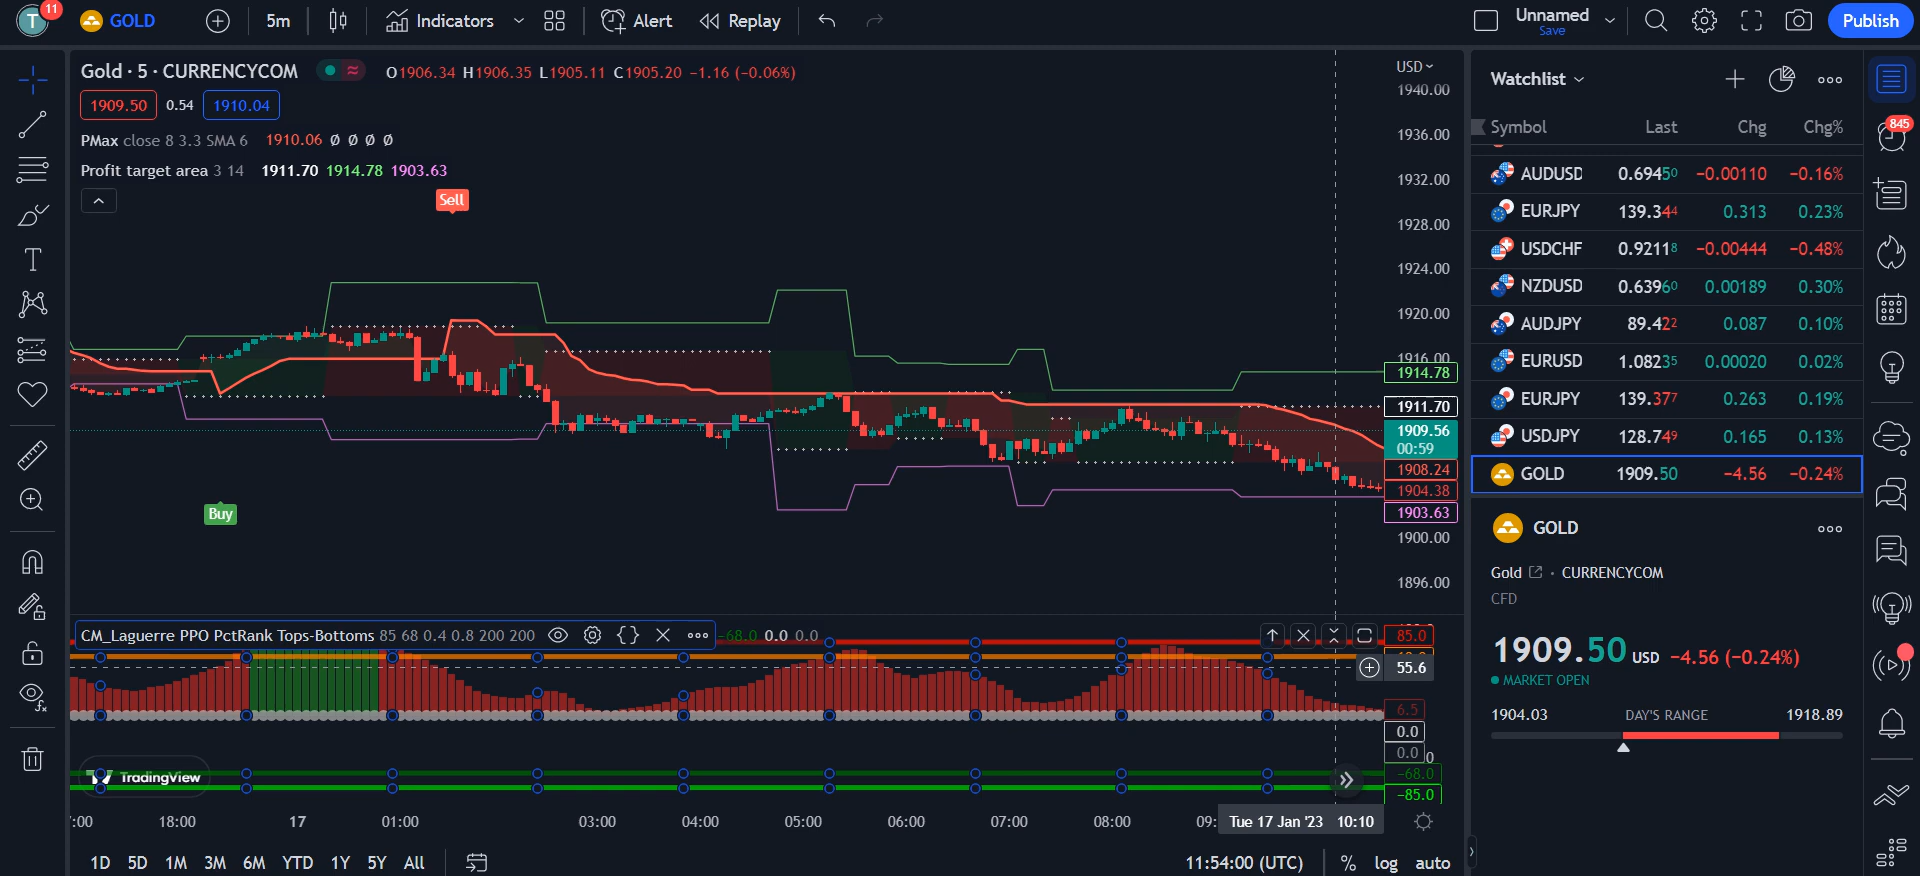 T 11 GOLD 5m Indicators Alert Replay Unnamed Save Publish
Gold · 5 · CURRENCYCOM O1906.34 H1906.35 L1905.11 C1905.20 −1.16 (−0.06%)
1909.50 0.54 1910.04
PMax close 8 3.3 SMA 6 1910.06 Ø Ø Ø Ø
Profit target area 3 14 1911.70 1914.78 1903.63
Sell
Buy
USD
1940.00
1936.00
1932.00
1928.00
1924.00
1920.00
1916.00
1914.78
1911.70
1909.56
00:59
1908.24
1904.38
1903.63
1900.00
1896.00
CM_Laguerre PPO PctRank Tops-Bottoms 85 68 0.4 0.8 200 200 −68.0 0.0 0.0
85.0
55.6
6.5
0.0
0.0
−68.0
−85.0
TradingView
18:00 17 01:00 03:00 04:00 05:00 06:00 07:00 08:00 09: Tue 17 Jan '23 10:10
1D 5D 1M 3M 6M YTD 1Y 5Y All 11:54:00 (UTC) % log auto
Watchlist
Symbol Last Chg Chg%
AUDUSD 0.69450 −0.00110 −0.16%
EURJPY 139.344 0.313 0.23%
USDCHF 0.92118 −0.00444 −0.48%
NZDUSD 0.63960 0.00189 0.30%
AUDJPY 89.422 0.087 0.10%
EURUSD 1.08235 0.00020 0.02%
EURJPY 139.377 0.263 0.19%
USDJPY 128.749 0.165 0.13%
GOLD 1909.50 −4.56 −0.24%
GOLD
Gold · CURRENCYCOM
CFD
1909.50 USD −4.56 (−0.24%)
MARKET OPEN
1904.03 DAY'S RANGE 1918.89
845